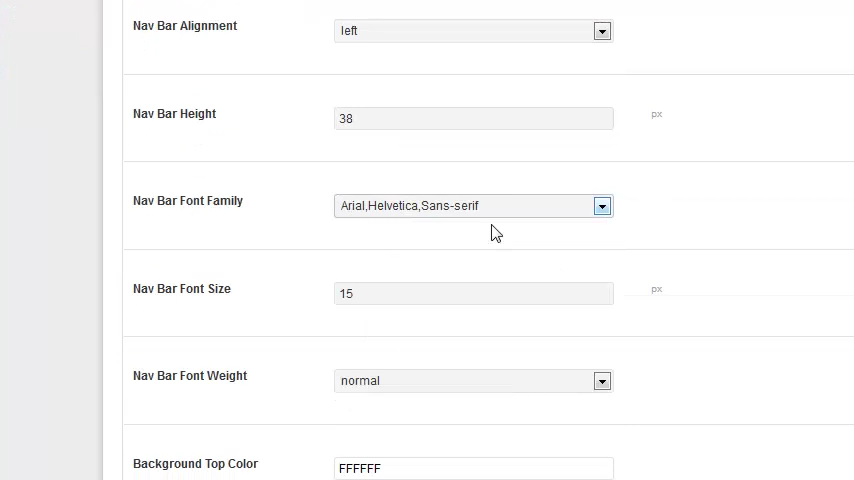 Nav Bar Alignment
left
Nav Bar Height
38
px
Nav Bar Font Family
Arial,Helvetica,Sans-serif
Nav Bar Font Size
15
px
Nav Bar Font Weight
normal
Background Top Color
FFFFFF